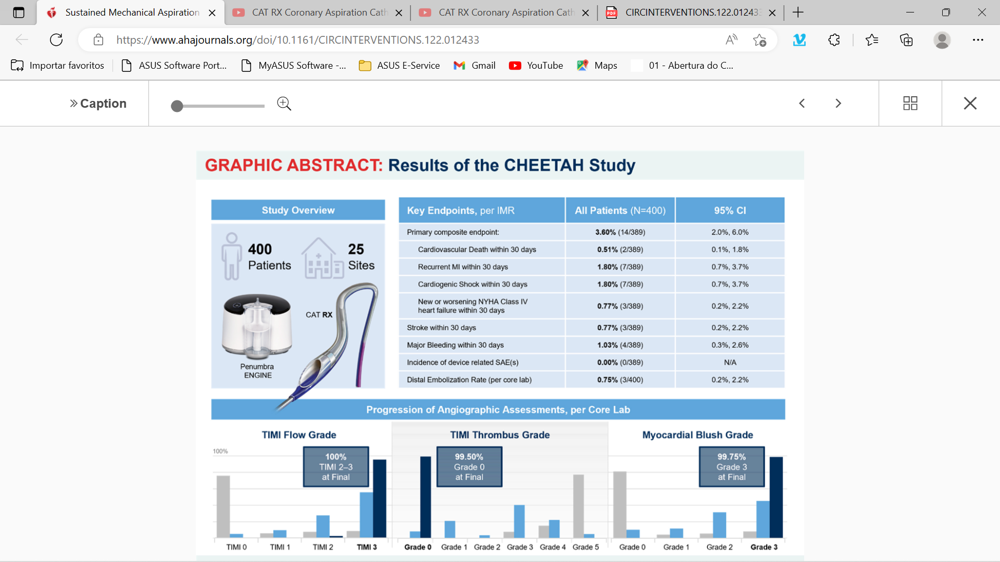 Sustained Mechanical Aspiration
CAT RX Coronary Aspiration Cath
CAT RX Coronary Aspiration Cath
PDF
CIRCINTERVENTIONS.122.012433
https://www.ahajournals.org/doi/10.1161/CIRCINTERVENTIONS.122.012433
Importar favoritos
ASUS Software Port...
MyASUS Software -...
ASUS E-Service
Gmail
YouTube
Maps
01 - Abertura do C...
» Caption
GRAPHIC ABSTRACT: Results of the CHEETAH Study
Study Overview
400
Patients
25
Sites
CAT RX
Penumbra
ENGINE
Key Endpoints, per IMR All Patients (N=400) 95% CI
Primary composite endpoint: 3.60% (14/389) 2.0%, 6.0%
Cardiovascular Death within 30 days 0.51% (2/389) 0.1%, 1.8%
Recurrent MI within 30 days 1.80% (7/389) 0.7%, 3.7%
Cardiogenic Shock within 30 days 1.80% (7/389) 0.7%, 3.7%
New or worsening NYHA Class IV
heart failure within 30 days 0.77% (3/389) 0.2%, 2.2%
Stroke within 30 days 0.77% (3/389) 0.2%, 2.2%
Major Bleeding within 30 days 1.03% (4/389) 0.3%, 2.6%
Incidence of device related SAE(s) 0.00% (0/389) N/A
Distal Embolization Rate (per core lab) 0.75% (3/400) 0.2%, 2.2%
Progression of Angiographic Assessments, per Core Lab
TIMI Flow Grade
100%
100%
TIMI 2–3
at Final
TIMI 0 TIMI 1 TIMI 2 TIMI 3
TIMI Thrombus Grade
99.50%
Grade 0
at Final
Grade 0 Grade 1 Grade 2 Grade 3 Grade 4 Grade 5
Myocardial Blush Grade
99.75%
Grade 3
at Final
Grade 0 Grade 1 Grade 2 Grade 3